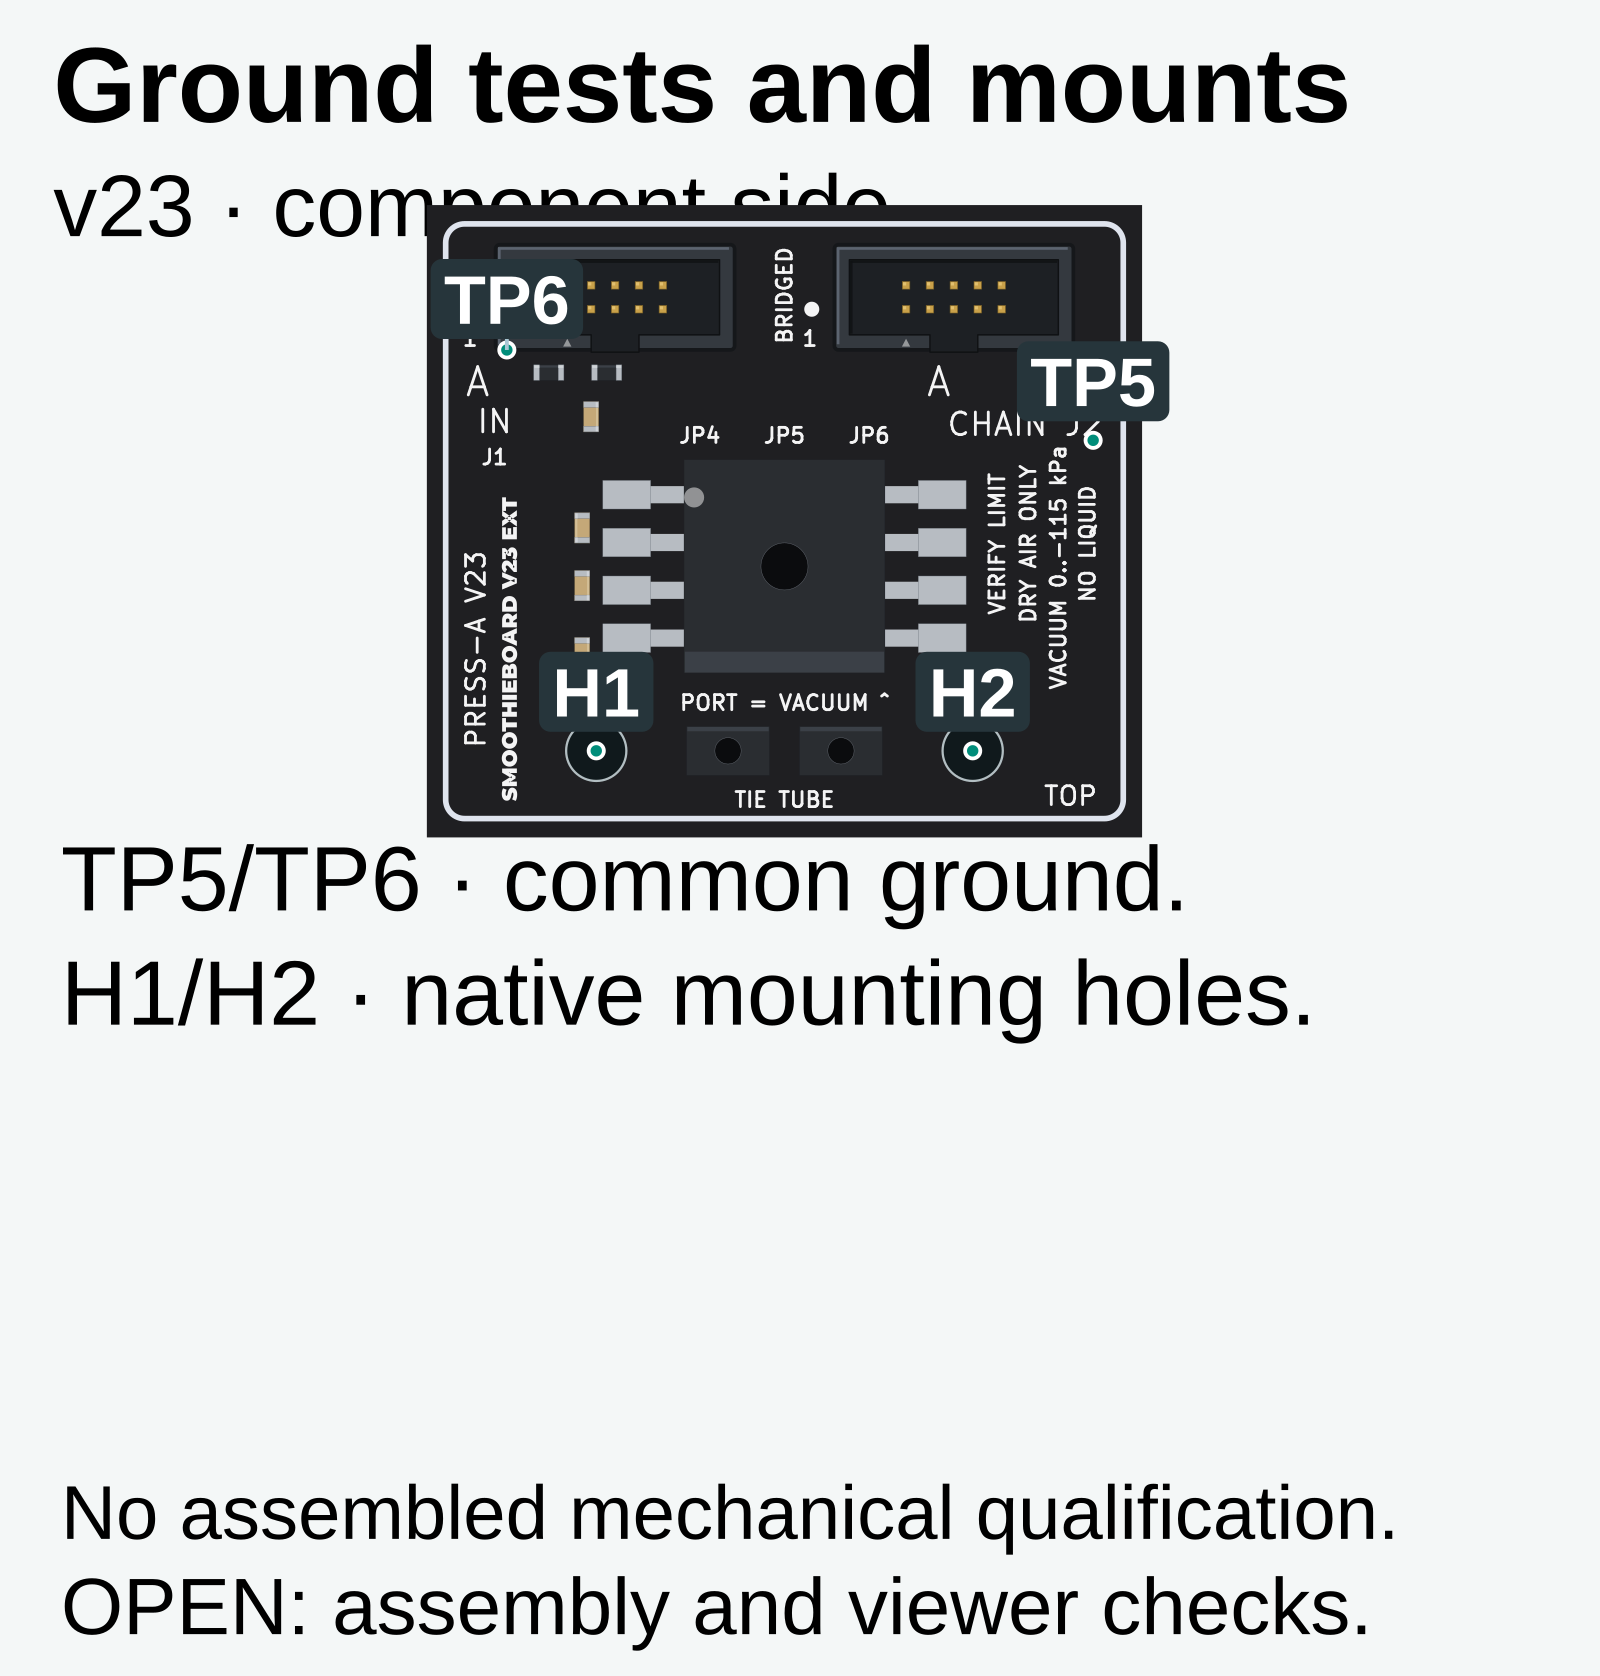 Ground tests and mounts
v23 · component side
BRIDGED
1
1
TP6
TP5
A
IN
J1
A
CHAIN J2
JP4 JP5 JP6
VERIFY LIMIT
DRY AIR ONLY
VACUUM 0..–115 kPa
NO LIQUID
PRESS–A V23
SMOOTHIEBOARD V23 EXT
H1
H2
PORT = VACUUM ^
TIE TUBE
TOP
TP5/TP6 · common ground.
H1/H2 · native mounting holes.
No assembled mechanical qualification.
OPEN: assembly and viewer checks.